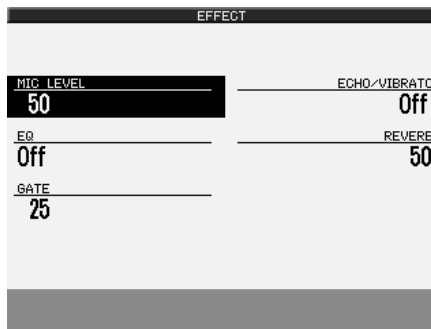 EFFECT
MIC LEVEL
50
ECHO/VIBRATO
Off
EQ
Off
REVERB
50
GATE
25